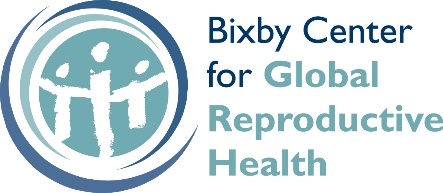 Bixby Center
for Global
Reproductive
Health